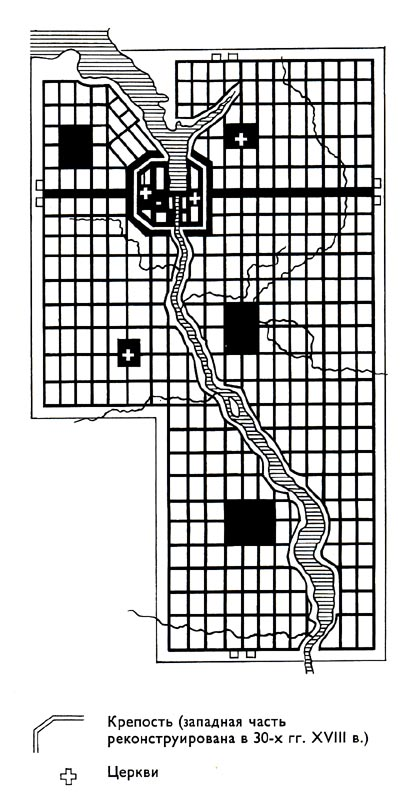 Крепость (западная часть
реконструирована в 30-х гг. XVIII в.)
Церкви